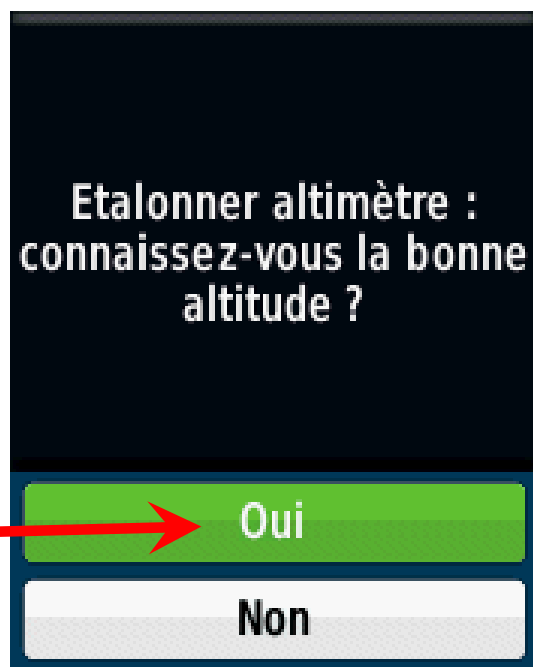 Etalonner altimètre :
connaissez-vous la bonne
altitude ?
Oui
Non